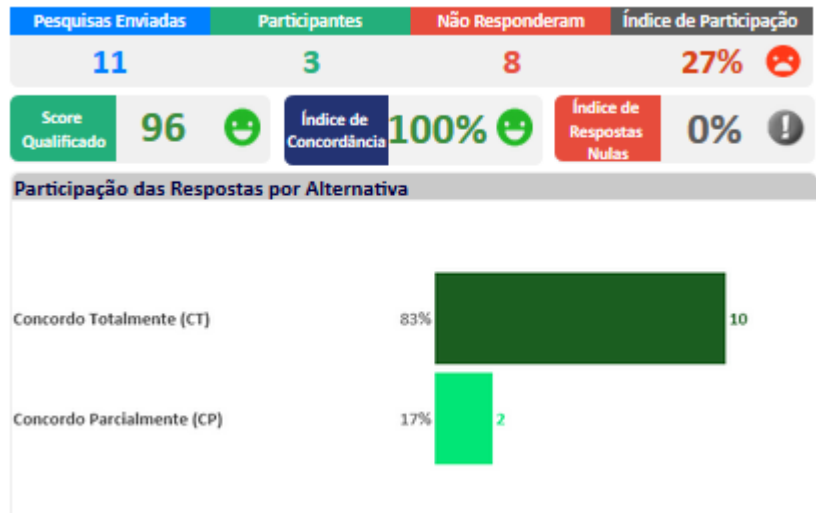 Pesquisas Enviadas Participantes Não Responderam Índice de Participação
11 3 8 27%
Score Qualificado 96
Índice de Concordância 100%
Índice de Respostas Nulas 0%
Participação das Respostas por Alternativa
Concordo Totalmente (CT) 83% 10
Concordo Parcialmente (CP) 17% 2